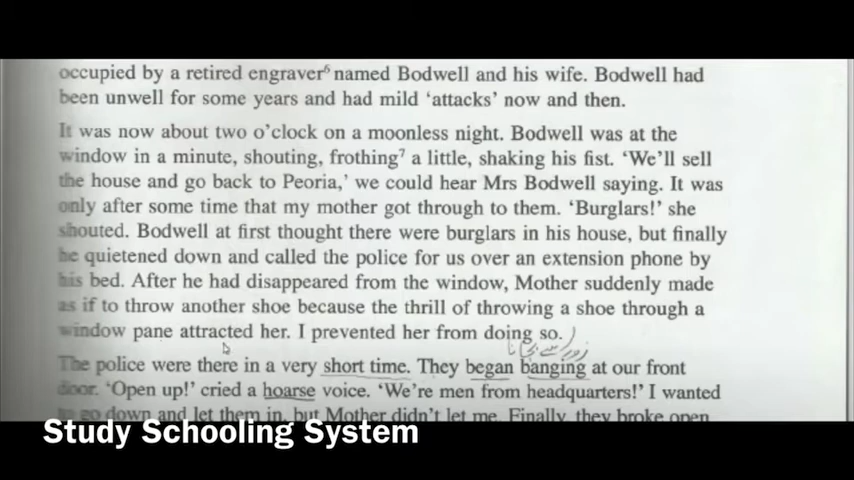 occupied by a retired engraver⁶ named Bodwell and his wife. Bodwell had
been unwell for some years and had mild ‘attacks’ now and then.
It was now about two o’clock on a moonless night. Bodwell was at the
window in a minute, shouting, frothing⁷ a little, shaking his fist. ‘We’ll sell
the house and go back to Peoria,’ we could hear Mrs Bodwell saying. It was
only after some time that my mother got through to them. ‘Burglars!’ she
shouted. Bodwell at first thought there were burglars in his house, but finally
he quietened down and called the police for us over an extension phone by
his bed. After he had disappeared from the window, Mother suddenly made
as if to throw another shoe because the thrill of throwing a shoe through a
window pane attracted her. I prevented her from doing so.
زور سے بجانا
The police were there in a very short time. They began banging at our front
door. ‘Open up!’ cried a hoarse voice. ‘We’re men from headquarters!’ I wanted
to go down and let them in, but Mother didn’t let me. Finally, they broke open
Study Schooling System